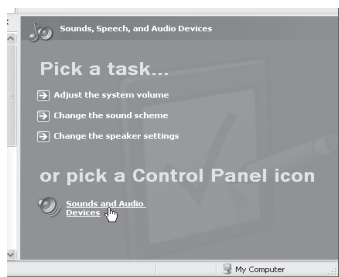 Sounds, Speech, and Audio Devices
Pick a task...
Adjust the system volume
Change the sound scheme
Change the speaker settings
or pick a Control Panel icon
Sounds and Audio
Devices
My Computer